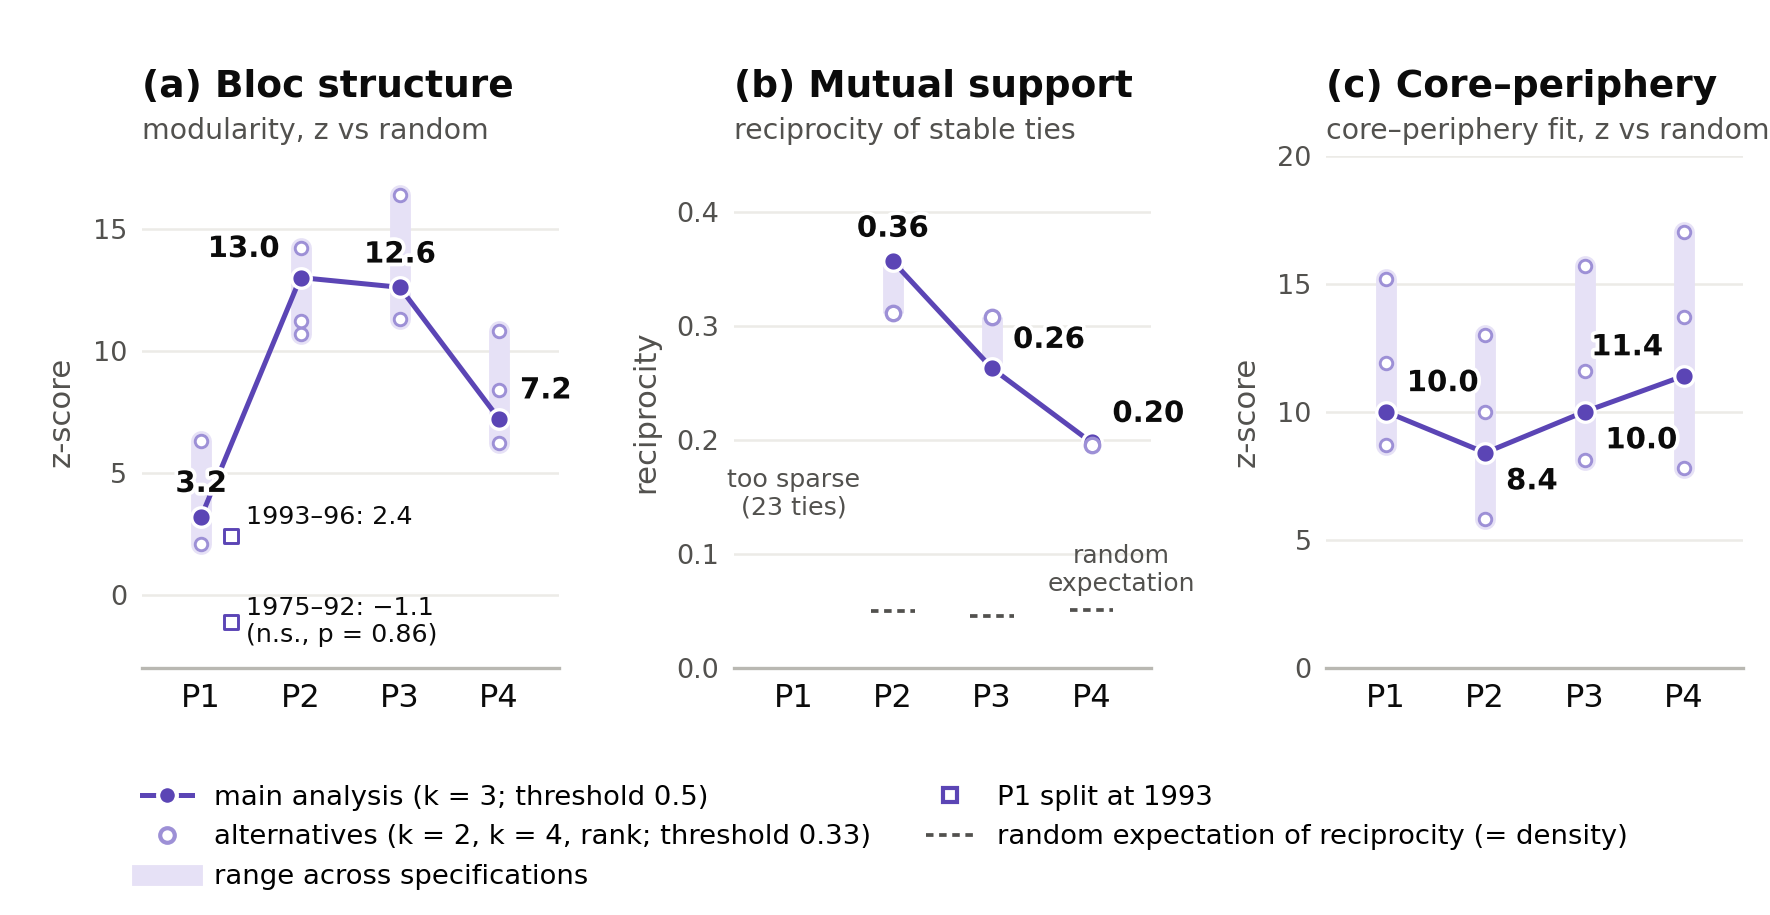 (a) Bloc structure
modularity, z vs random
z-score
15
10
5
0
13.0
12.6
7.2
3.2
1993–96: 2.4
1975–92: −1.1
(n.s., p = 0.86)
P1 P2 P3 P4
(b) Mutual support
reciprocity of stable ties
reciprocity
0.4
0.3
0.2
0.1
0.0
0.36
0.26
0.20
too sparse
(23 ties)
random
expectation
P1 P2 P3 P4
(c) Core–periphery
core–periphery fit, z vs random
z-score
20
15
10
5
0
10.0
8.4
10.0
11.4
P1 P2 P3 P4
main analysis (k = 3; threshold 0.5)
alternatives (k = 2, k = 4, rank; threshold 0.33)
range across specifications
P1 split at 1993
random expectation of reciprocity (= density)